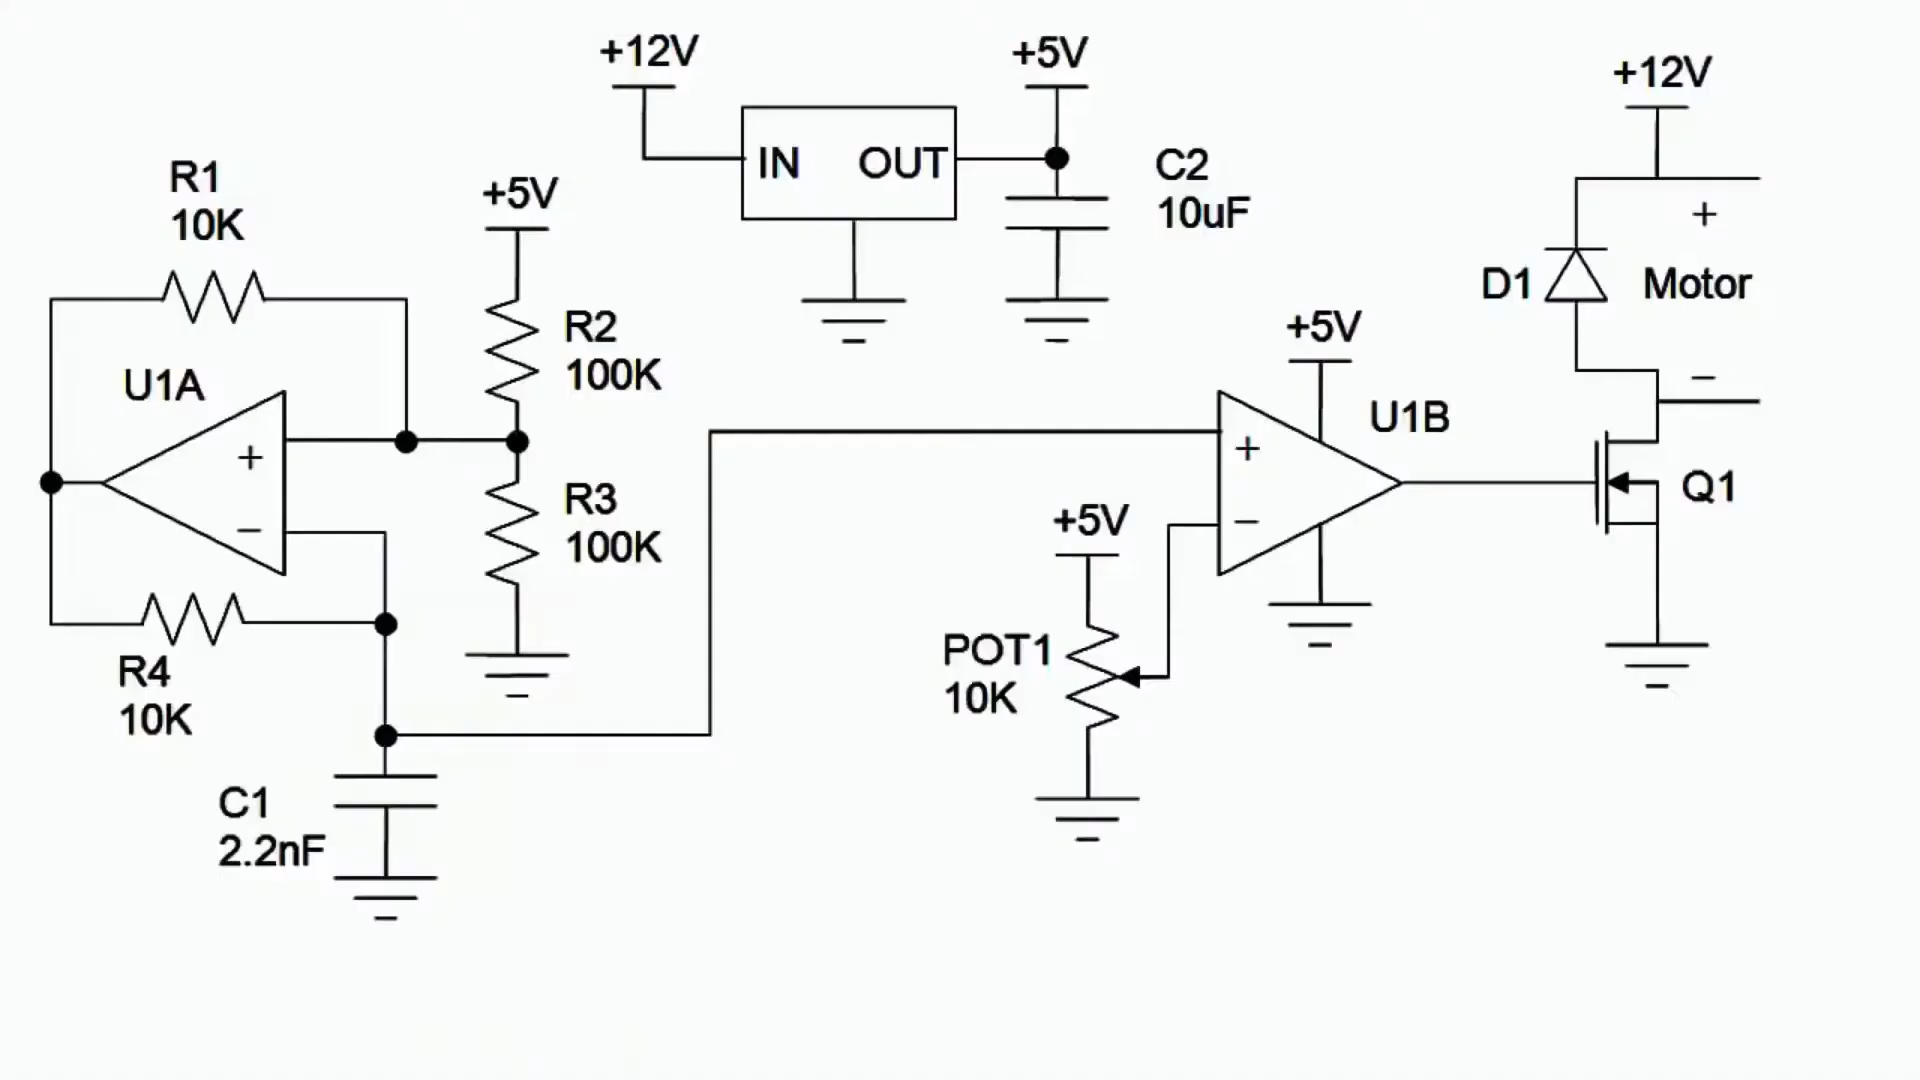 +12V
+5V
+12V
IN
OUT
C2
10uF
R1
10K
+5V
+
D1
Motor
R2
100K
+5V
U1A
−
U1B
+
+
R3
100K
−
−
Q1
+5V
R4
10K
POT1
10K
C1
2.2nF